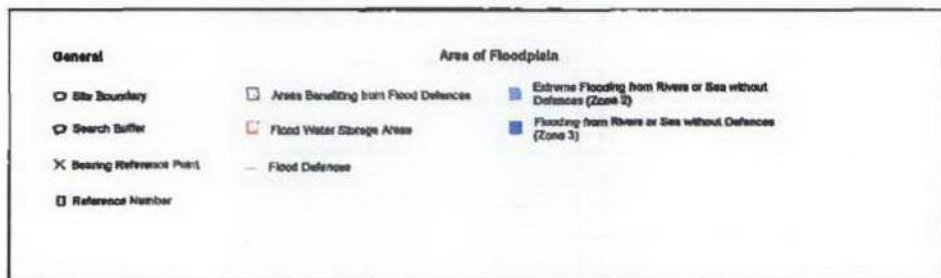 General
Area of Floodplain
Site Boundary
Search Buffer
Bearing Reference Point
Reference Number
Areas Benefiting from Flood Defences
Flood Water Storage Areas
Flood Defences
Extreme Flooding from Rivers or Sea without
Defences (Zone 2)
Flooding from Rivers or Sea without Defences
(Zone 3)